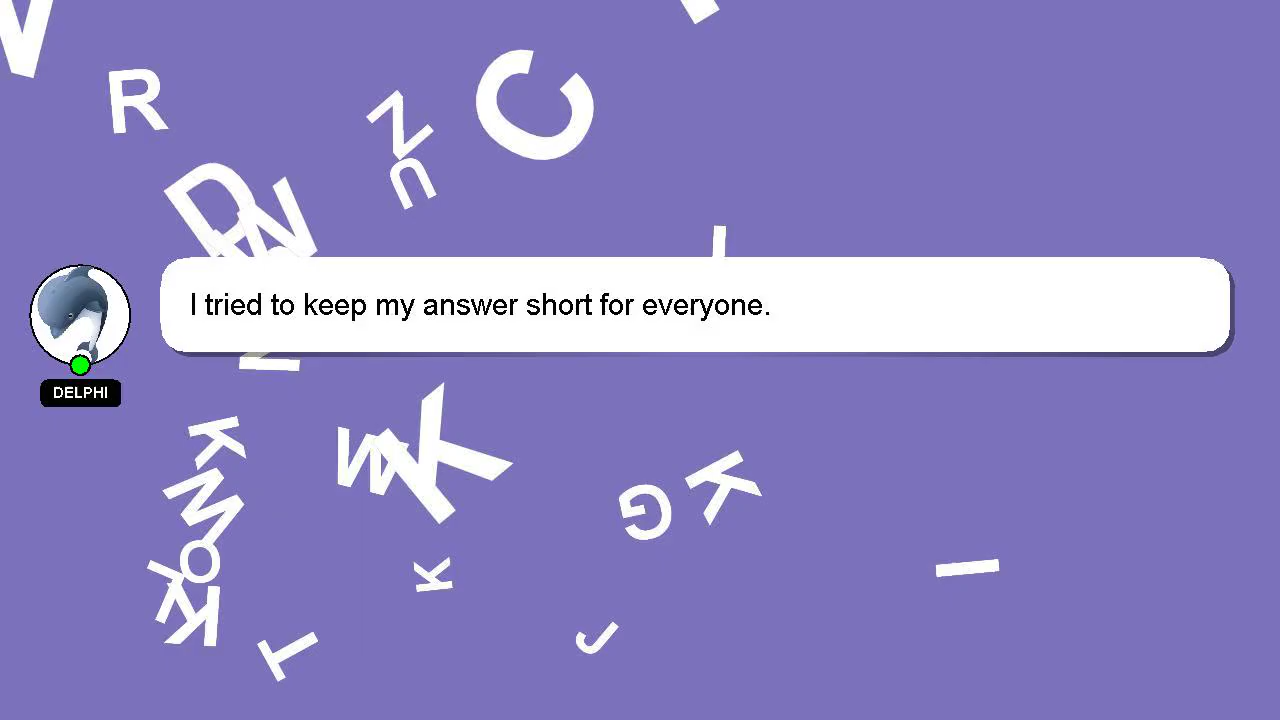 I tried to keep my answer short for everyone.
DELPHI
V
R
Z
C
U
D
K
K
W
K
G
K
O
K
K
T
J
I